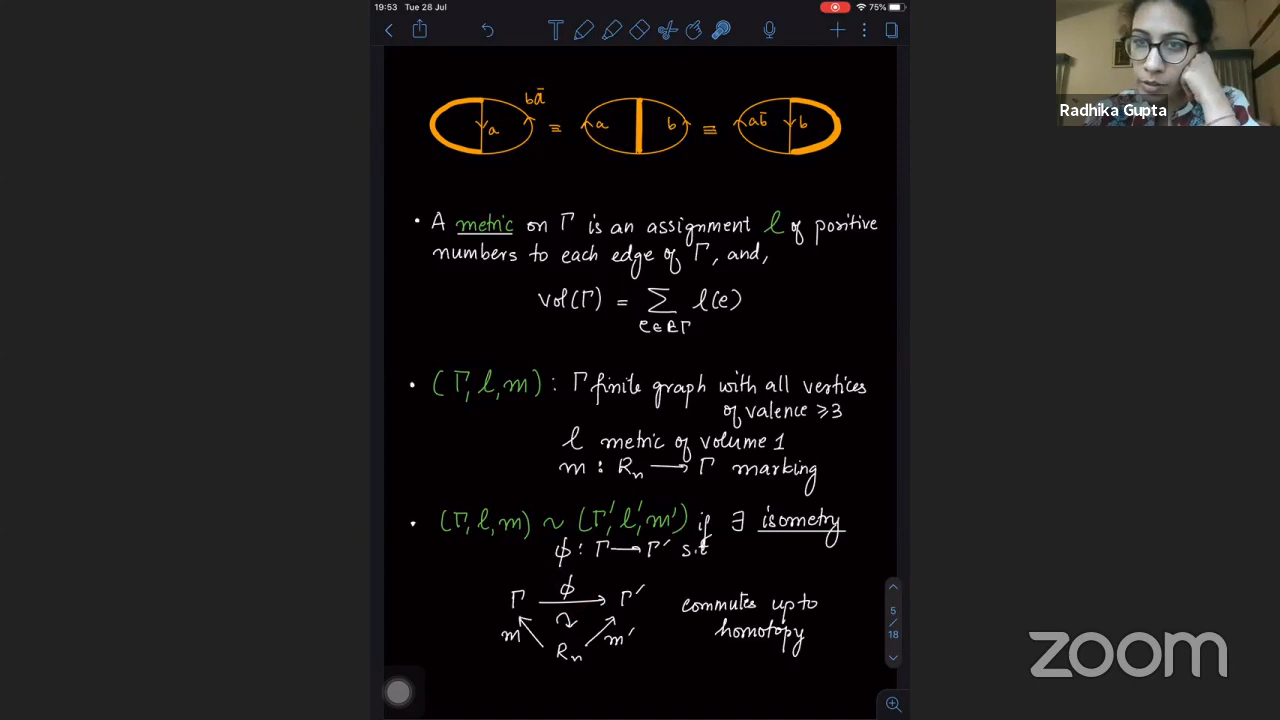 19:53 Tue 28 Jul
75%
Radhika Gupta
bā
a
≡
a
b
≡
ab̄
b
• A metric on Γ is an assignment l of positive
numbers to each edge of Γ, and,
vol(Γ) = Σ l(e)
e∈EΓ
• (Γ, l, m) : Γ finite graph with all vertices
of valence ⩾3
l metric of volume 1
m : Rn → Γ marking
• (Γ, l, m) ~ (Γ', l', m') if ∃ isometry
ϕ : Γ → Γ' s.t
ϕ
Γ → Γ'
commutes upto
m
m'
homotopy
Rn
5
/
18
zoom